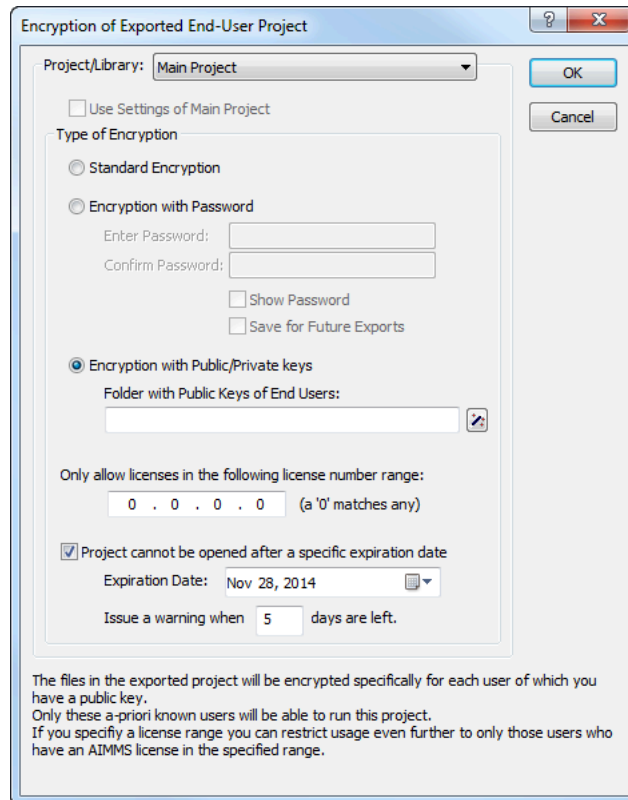 Encryption of Exported End-User Project
Project/Library: Main Project
OK
Use Settings of Main Project
Cancel
Type of Encryption
Standard Encryption
Encryption with Password
Enter Password:
Confirm Password:
Show Password
Save for Future Exports
Encryption with Public/Private keys
Folder with Public Keys of End Users:
Only allow licenses in the following license number range:
0 . 0 . 0 . 0 (a '0' matches any)
Project cannot be opened after a specific expiration date
Expiration Date: Nov 28, 2014
Issue a warning when 5 days are left.
The files in the exported project will be encrypted specifically for each user of which you
have a public key.
Only these a-priori known users will be able to run this project.
If you specifiy a license range you can restrict usage even further to only those users who
have an AIMMS license in the specified range.